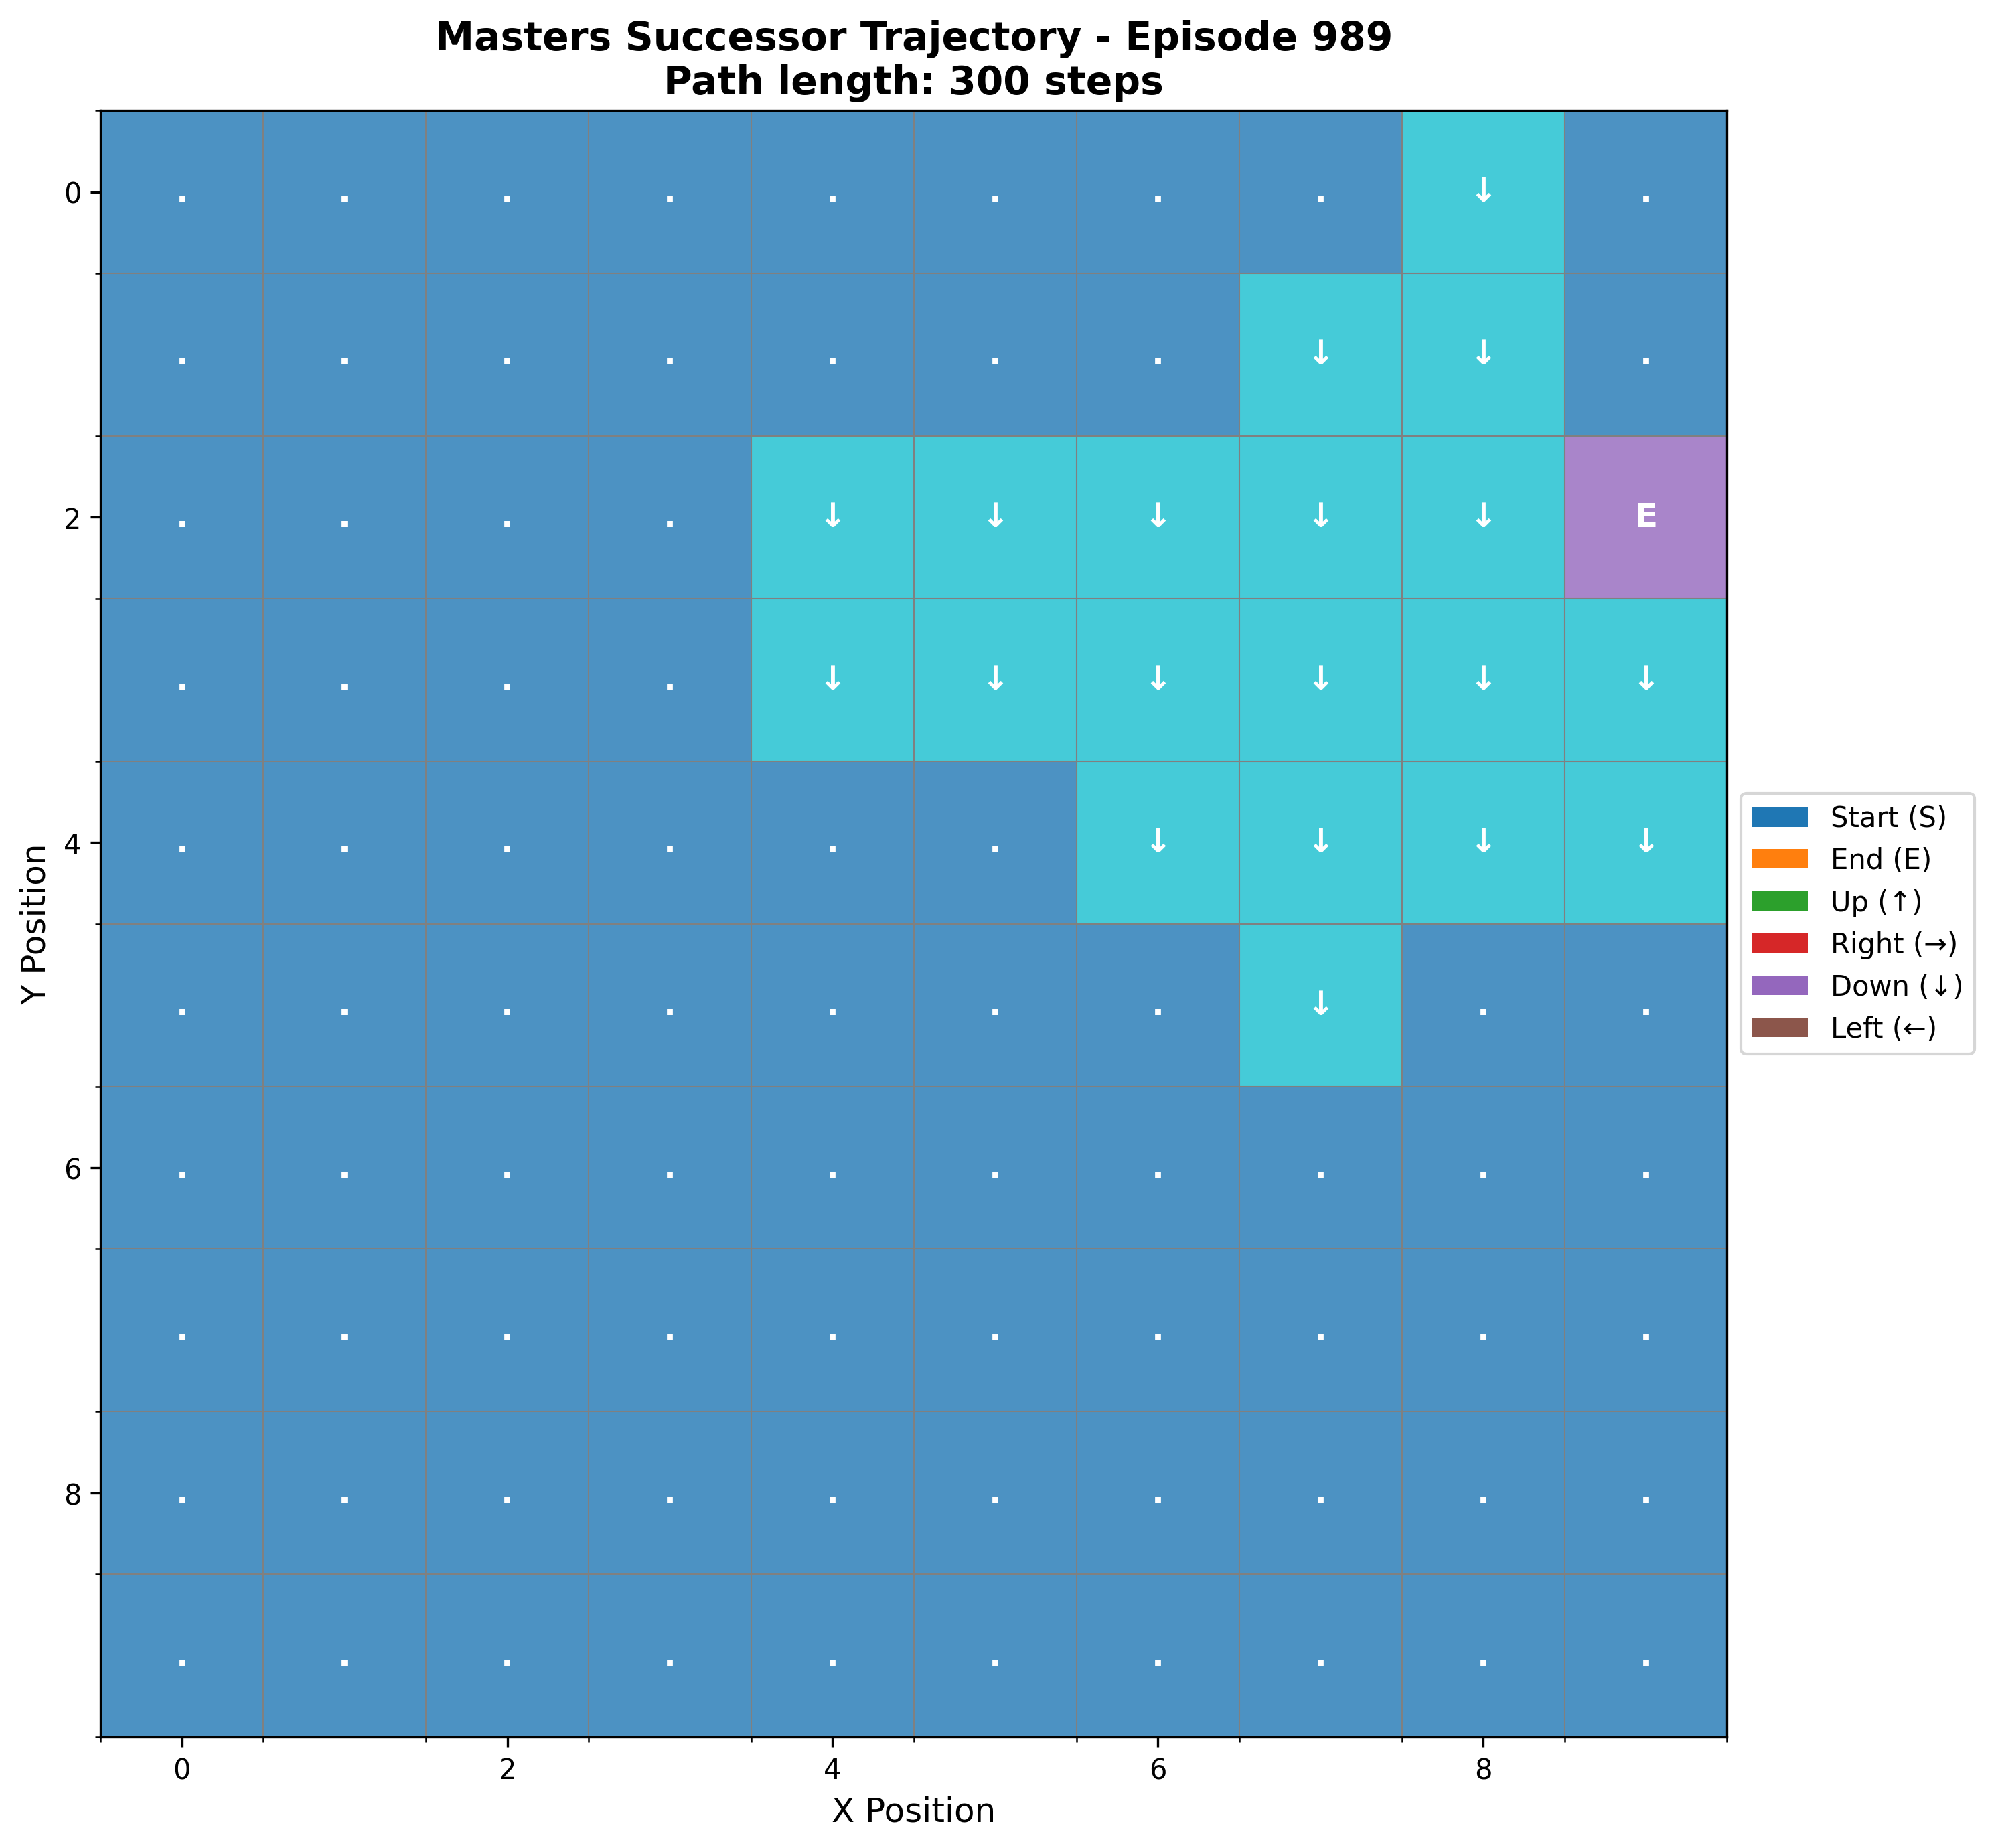 Masters Successor Trajectory - Episode 989
Path length: 300 steps
0 . . . . . . . . ↓ .
. . . . . . . ↓ ↓ .
2 . . . . ↓ ↓ ↓ ↓ ↓ E
. . . . ↓ ↓ ↓ ↓ ↓ ↓
4 . . . . . . ↓ ↓ ↓ ↓
. . . . . . . ↓ . .
6 . . . . . . . . . .
. . . . . . . . . .
8 . . . . . . . . . .
. . . . . . . . . .
0 2 4 6 8
X Position
Y Position
Start (S)
End (E)
Up (↑)
Right (→)
Down (↓)
Left (←)